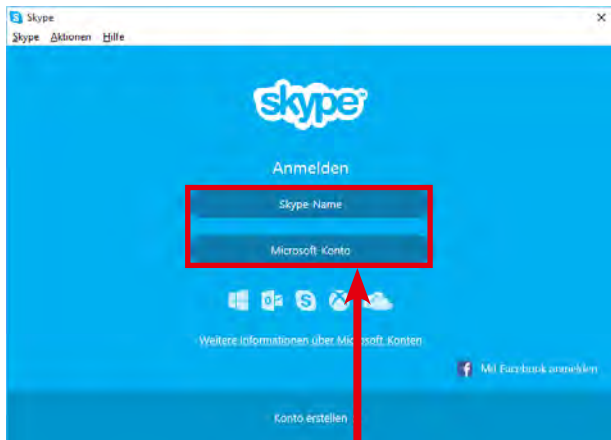 Skype
Skype Aktionen Hilfe
skype
Anmelden
Skype-Name
Microsoft-Konto
Weitere Informationen über Microsoft-Konten
Mit Facebook anmelden
Konto erstellen